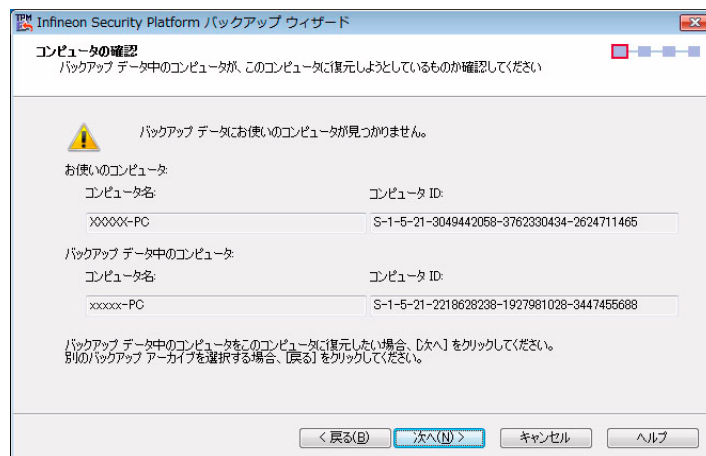 TPM Infineon Security Platform バックアップ ウィザード
コンピュータの確認
バックアップ データ中のコンピュータが、このコンピュータに復元しようとしているものか確認してください
バックアップ データにお使いのコンピュータが見つかりません。
お使いのコンピュータ:
コンピュータ名: コンピュータ ID:
XXXXX-PC S-1-5-21-3049442058-3762330434-2624711465
バックアップ データ中のコンピュータ:
コンピュータ名: コンピュータ ID:
xxxxx-PC S-1-5-21-2218628238-1927981028-3447455688
バックアップ データ中のコンピュータをこのコンピュータに復元したい場合、[次へ] をクリックしてください。
別のバックアップ アーカイブを選択する場合、[戻る] をクリックしてください。
< 戻る(B) 次へ(N) > キャンセル ヘルプ